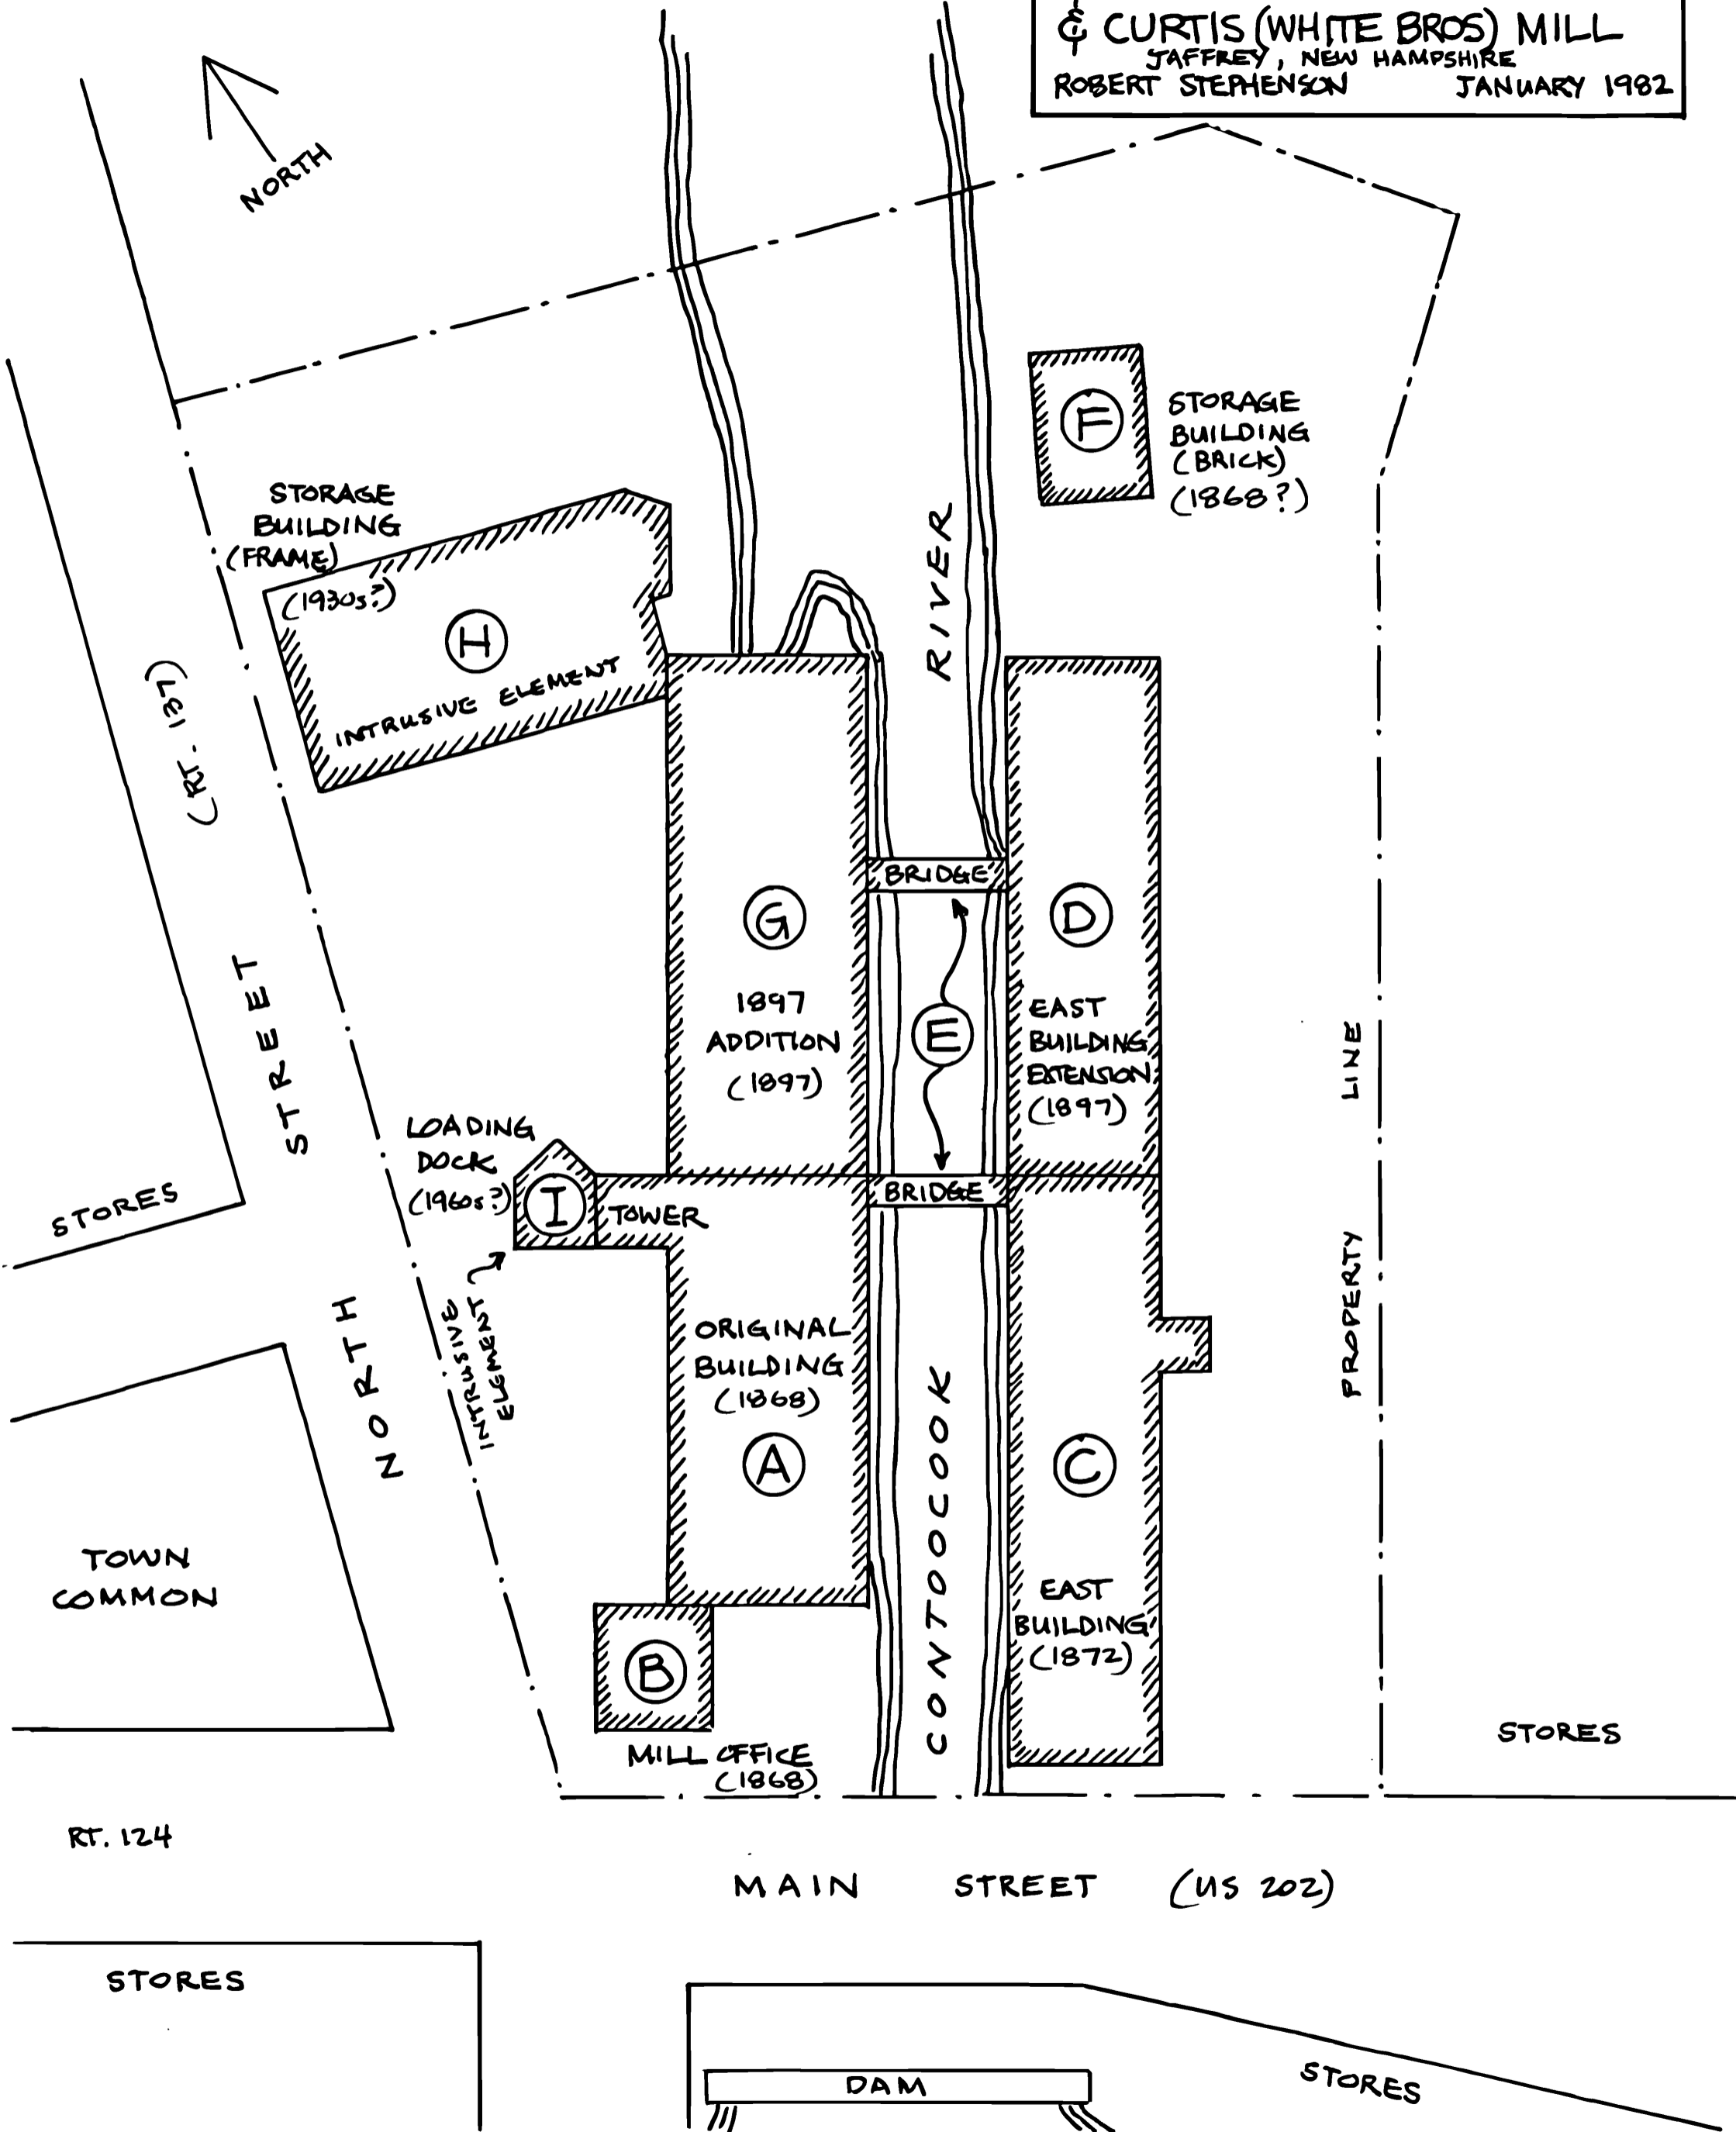 & CURTIS (WHITE BROS) MILL
JAFFREY, NEW HAMPSHIRE
ROBERT STEPHENSON JANUARY 1982
NORTH
STORAGE
BUILDING
(BRICK)
(1868?)
F
STORAGE
BUILDING
(FRAME)
(1930s?)
H
INTRUSIVE ELEMENT
RIVER
(RT. 137)
BRIDGE
G
1897
ADDITION
(1897)
E
D
EAST
BUILDING
EXTENSION
(1897)
STREET
LOADING
DOCK
(1960s?)
I
TOWER
BRIDGE
STORES
PROPERTY LINE
NORTH
INTRUSIVE
ELEMENT
ORIGINAL
BUILDING
(1868)
A
CONTOOCOOK
C
EAST
BUILDING
(1872)
TOWN
COMMON
B
MILL OFFICE
(1868)
STORES
RT. 124
MAIN STREET (US 202)
STORES
DAM
STORES